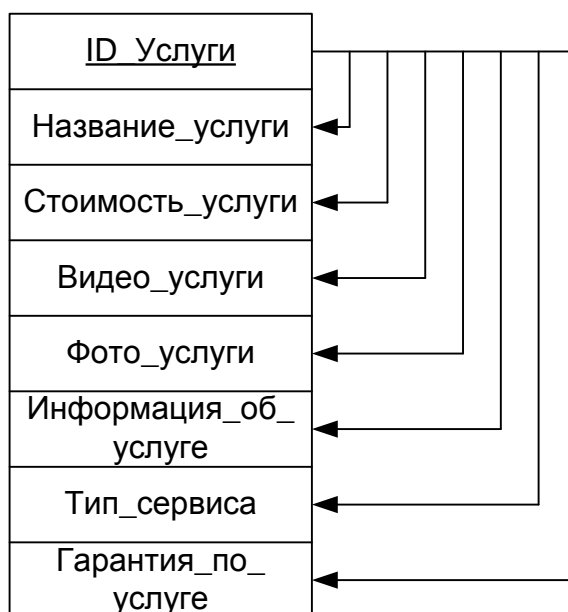 ID_Услуги
Название_услуги
Стоимость_услуги
Видео_услуги
Фото_услуги
Информация_об_
услуге
Тип_сервиса
Гарантия_по_
услуге